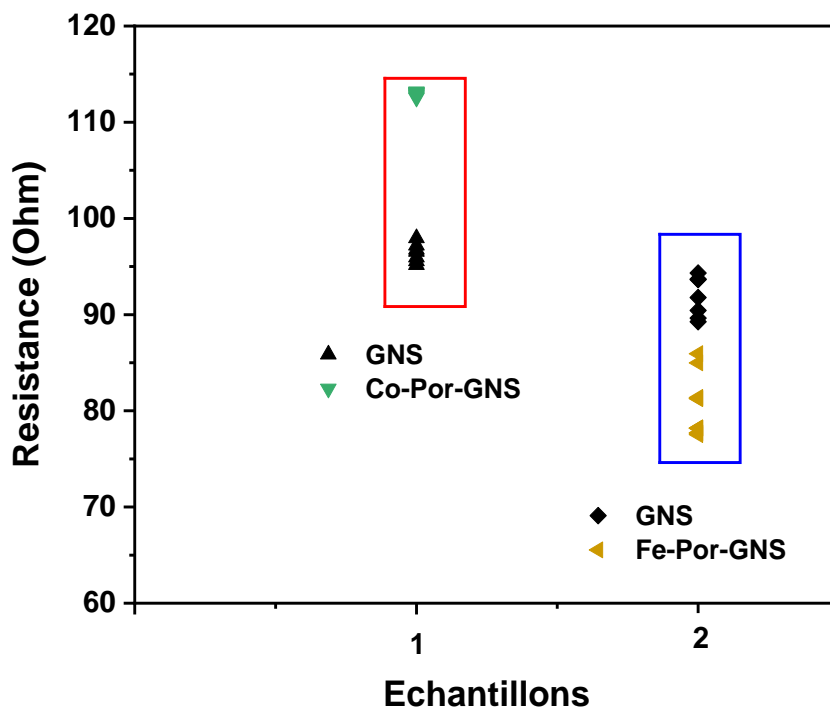 120
110
100
90
80
70
60
Resistance (Ohm)
GNS
Co-Por-GNS
GNS
Fe-Por-GNS
1
2
Echantillons